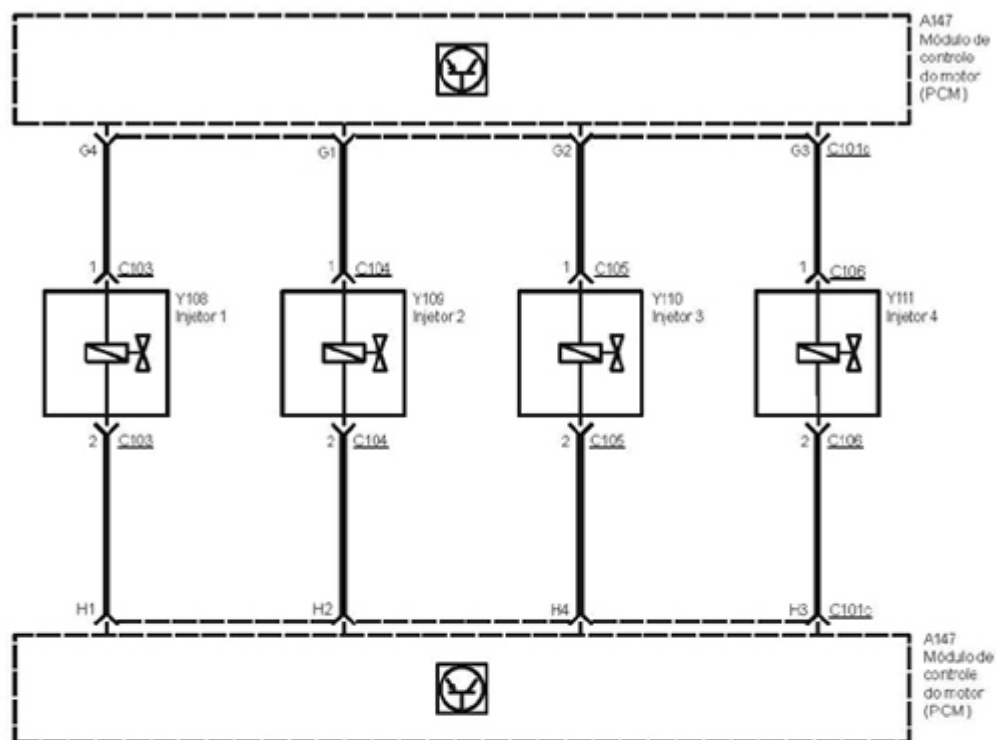 A147
Módulo de
controle
do motor
(PCM)
G4 G1 G2 G3 C101c
1 C103 1 C104 1 C105 1 C106
Y108
Injetor 1
Y109
Injetor 2
Y110
Injetor 3
Y111
Injetor 4
2 C103 2 C104 2 C105 2 C106
H1 H2 H4 H3 C101c
A147
Módulo de
controle
do motor
(PCM)